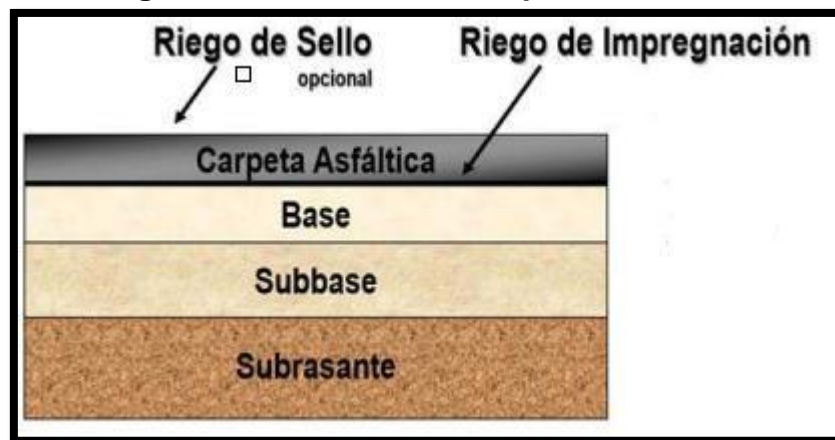 Riego de Sello
opcional
Riego de Impregnación
Carpeta Asfáltica
Base
Subbase
Subrasante